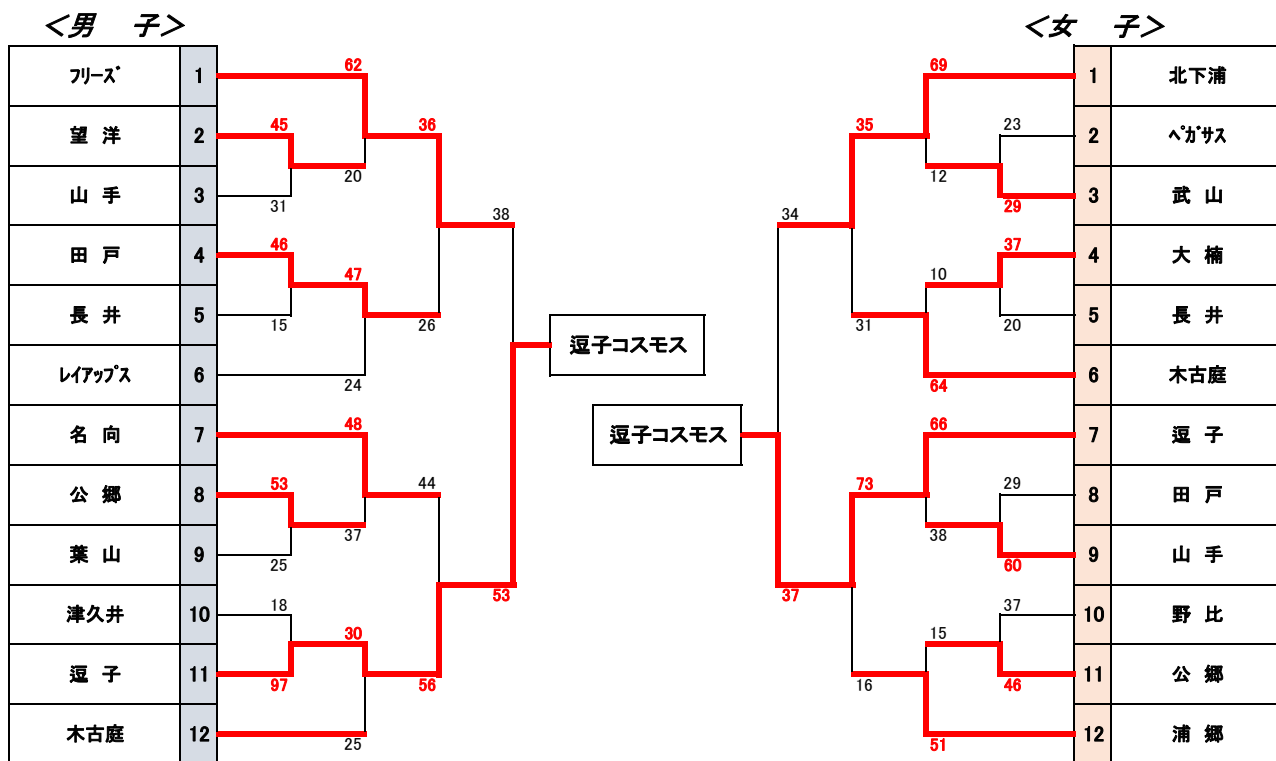 ＜男　子＞
フリーズ 1
望 洋 2
山 手 3
田 戸 4
長 井 5
レイアップス 6
名 向 7
公 郷 8
葉 山 9
津久井 10
逗 子 11
木古庭 12
62
45
36
20
31
38
46
47
15
26
24
48
53
44
37
25
53
18
30
97
56
25
逗子コスモス
逗子コスモス
＜女　子＞
69
35
23
12
29
34
37
10
31
20
64
66
73
29
38
60
37
37
15
16
46
51
1 北下浦
2 ペガサス
3 武 山
4 大 楠
5 長 井
6 木古庭
7 逗 子
8 田 戸
9 山 手
10 野 比
11 公 郷
12 浦 郷